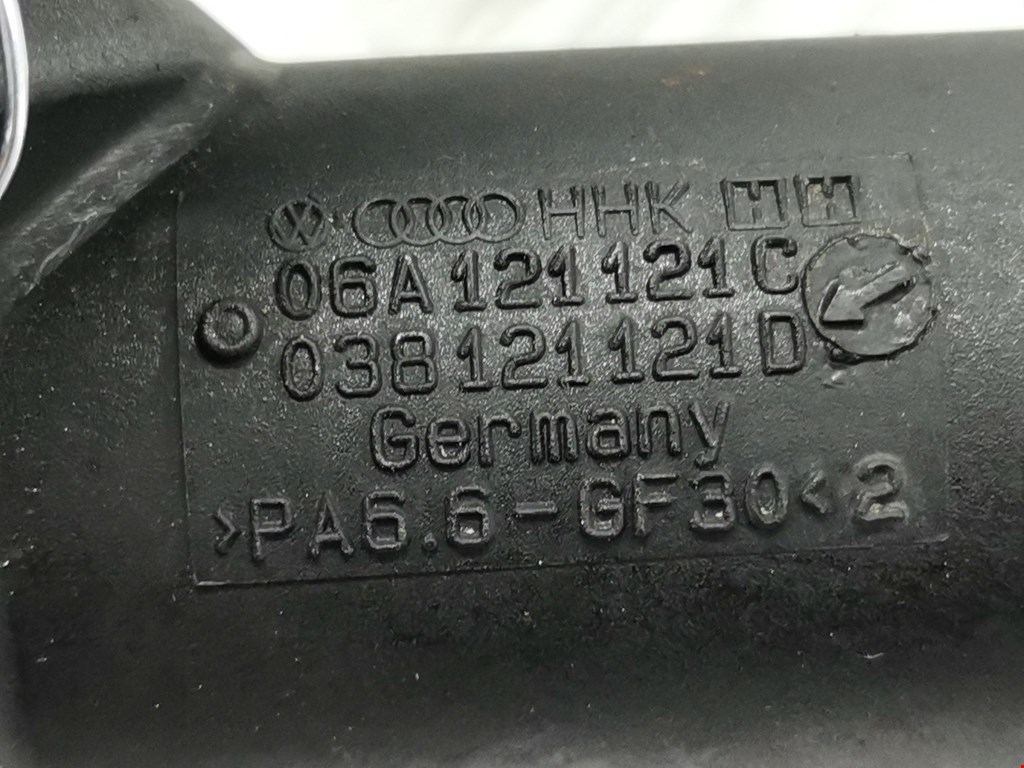 HHK
06A 121 121 C
038 121 121 D
Germany
>PA6.6-GF30< 2